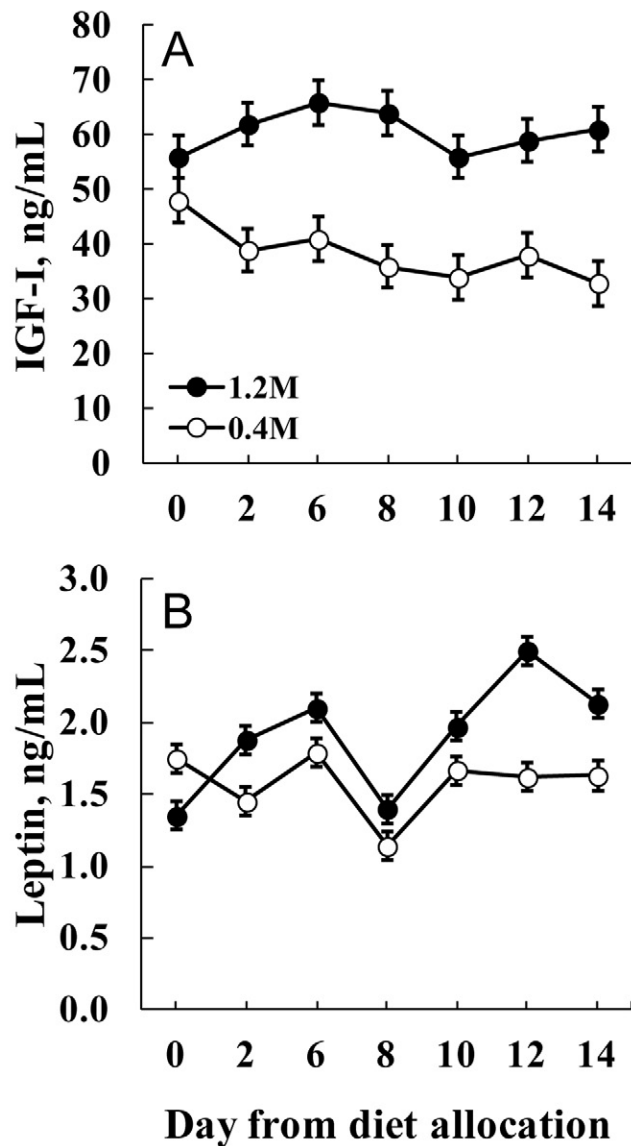 A
IGF-I, ng/mL
80
70
60
50
40
30
20
10
0
1.2M
0.4M
0 2 6 8 10 12 14
B
Leptin, ng/mL
3.0
2.5
2.0
1.5
1.0
0.5
0.0
0 2 6 8 10 12 14
Day from diet allocation